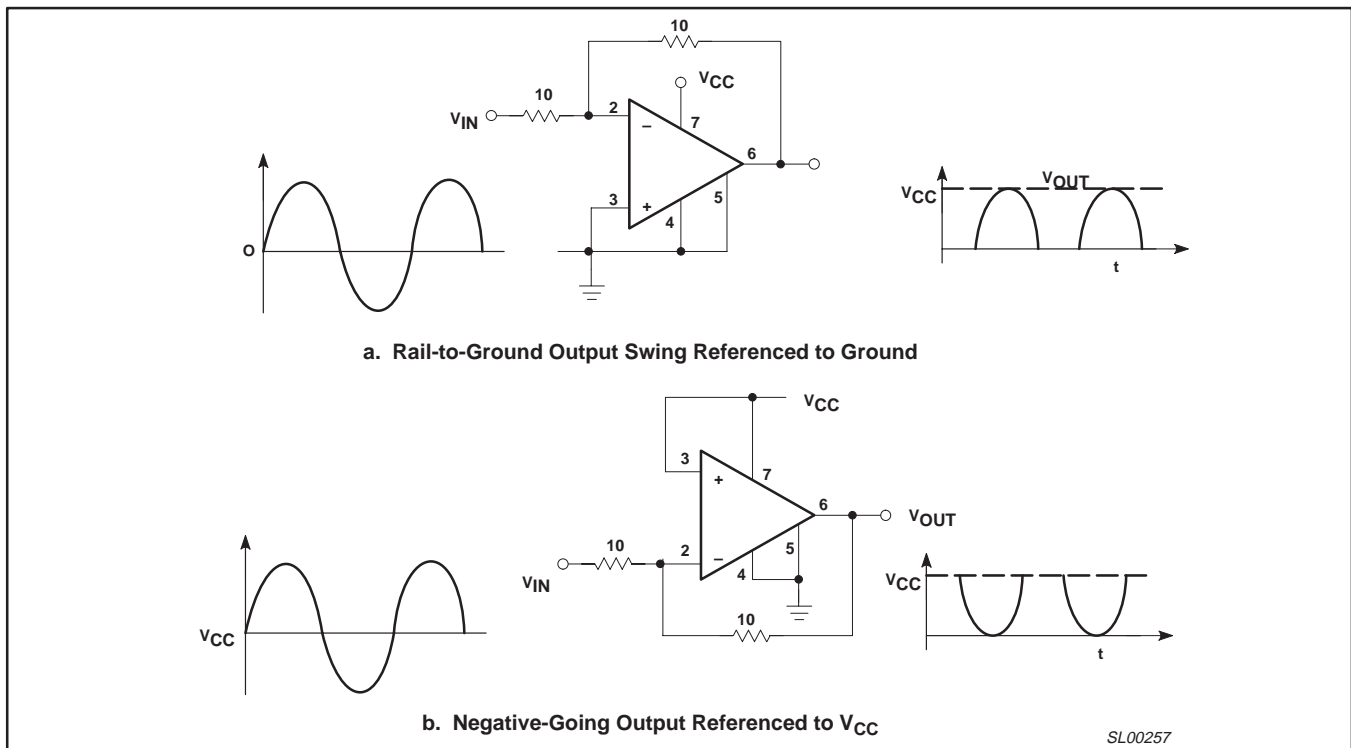 10
VCC
10
VIN
2
–
7
6
3
+
5
4
O
VOUT
VCC
t
a. Rail-to-Ground Output Swing Referenced to Ground
VCC
3
+
7
6
VOUT
10
2
–
5
4
VIN
10
VCC
VCC
t
b. Negative-Going Output Referenced to VCC
SL00257